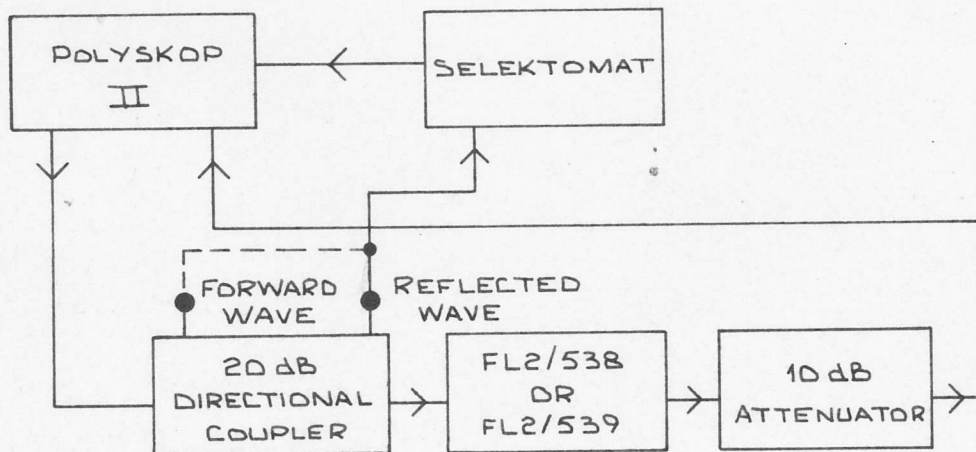 POLYSKOP
II
SELEKTOMAT
FORWARD
WAVE
REFLECTED
WAVE
20 dB
DIRECTIONAL
COUPLER
FL2/538
OR
FL2/539
10 dB
ATTENUATOR